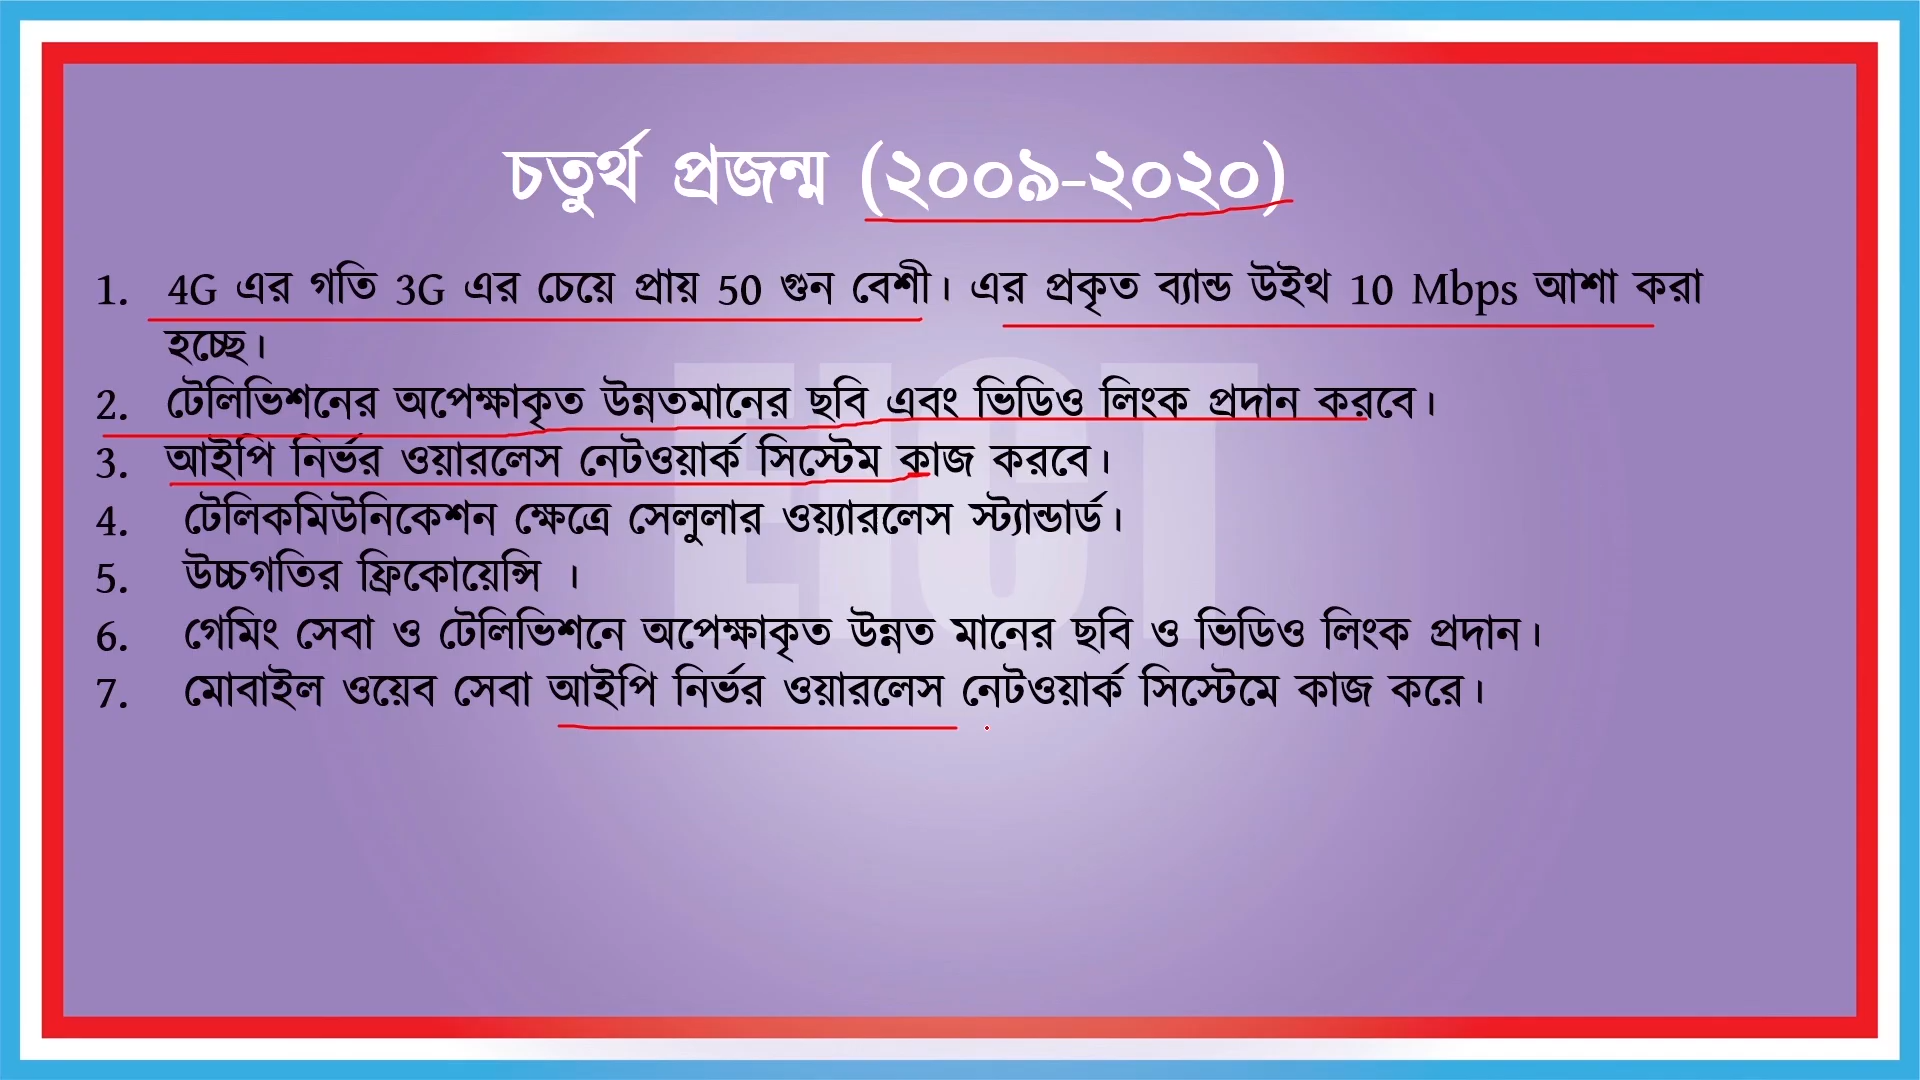 চতুর্থ প্রজন্ম (২০০৯-২০২০)
1. 4G এর গতি 3G এর চেয়ে প্রায় 50 গুন বেশী। এর প্রকৃত ব্যান্ড উইথ 10 Mbps আশা করা
হচ্ছে।
2. টেলিভিশনের অপেক্ষাকৃত উন্নতমানের ছবি এবং ভিডিও লিংক প্রদান করবে।
3. আইপি নির্ভর ওয়ারলেস নেটওয়ার্ক সিস্টেম কাজ করবে।
4. টেলিকমিউনিকেশন ক্ষেত্রে সেলুলার ওয়্যারলেস স্ট্যান্ডার্ড।
5. উচ্চগতির ফ্রিকোয়েন্সি ।
6. গেমিং সেবা ও টেলিভিশনে অপেক্ষাকৃত উন্নত মানের ছবি ও ভিডিও লিংক প্রদান।
7. মোবাইল ওয়েব সেবা আইপি নির্ভর ওয়ারলেস নেটওয়ার্ক সিস্টেমে কাজ করে।
EICT